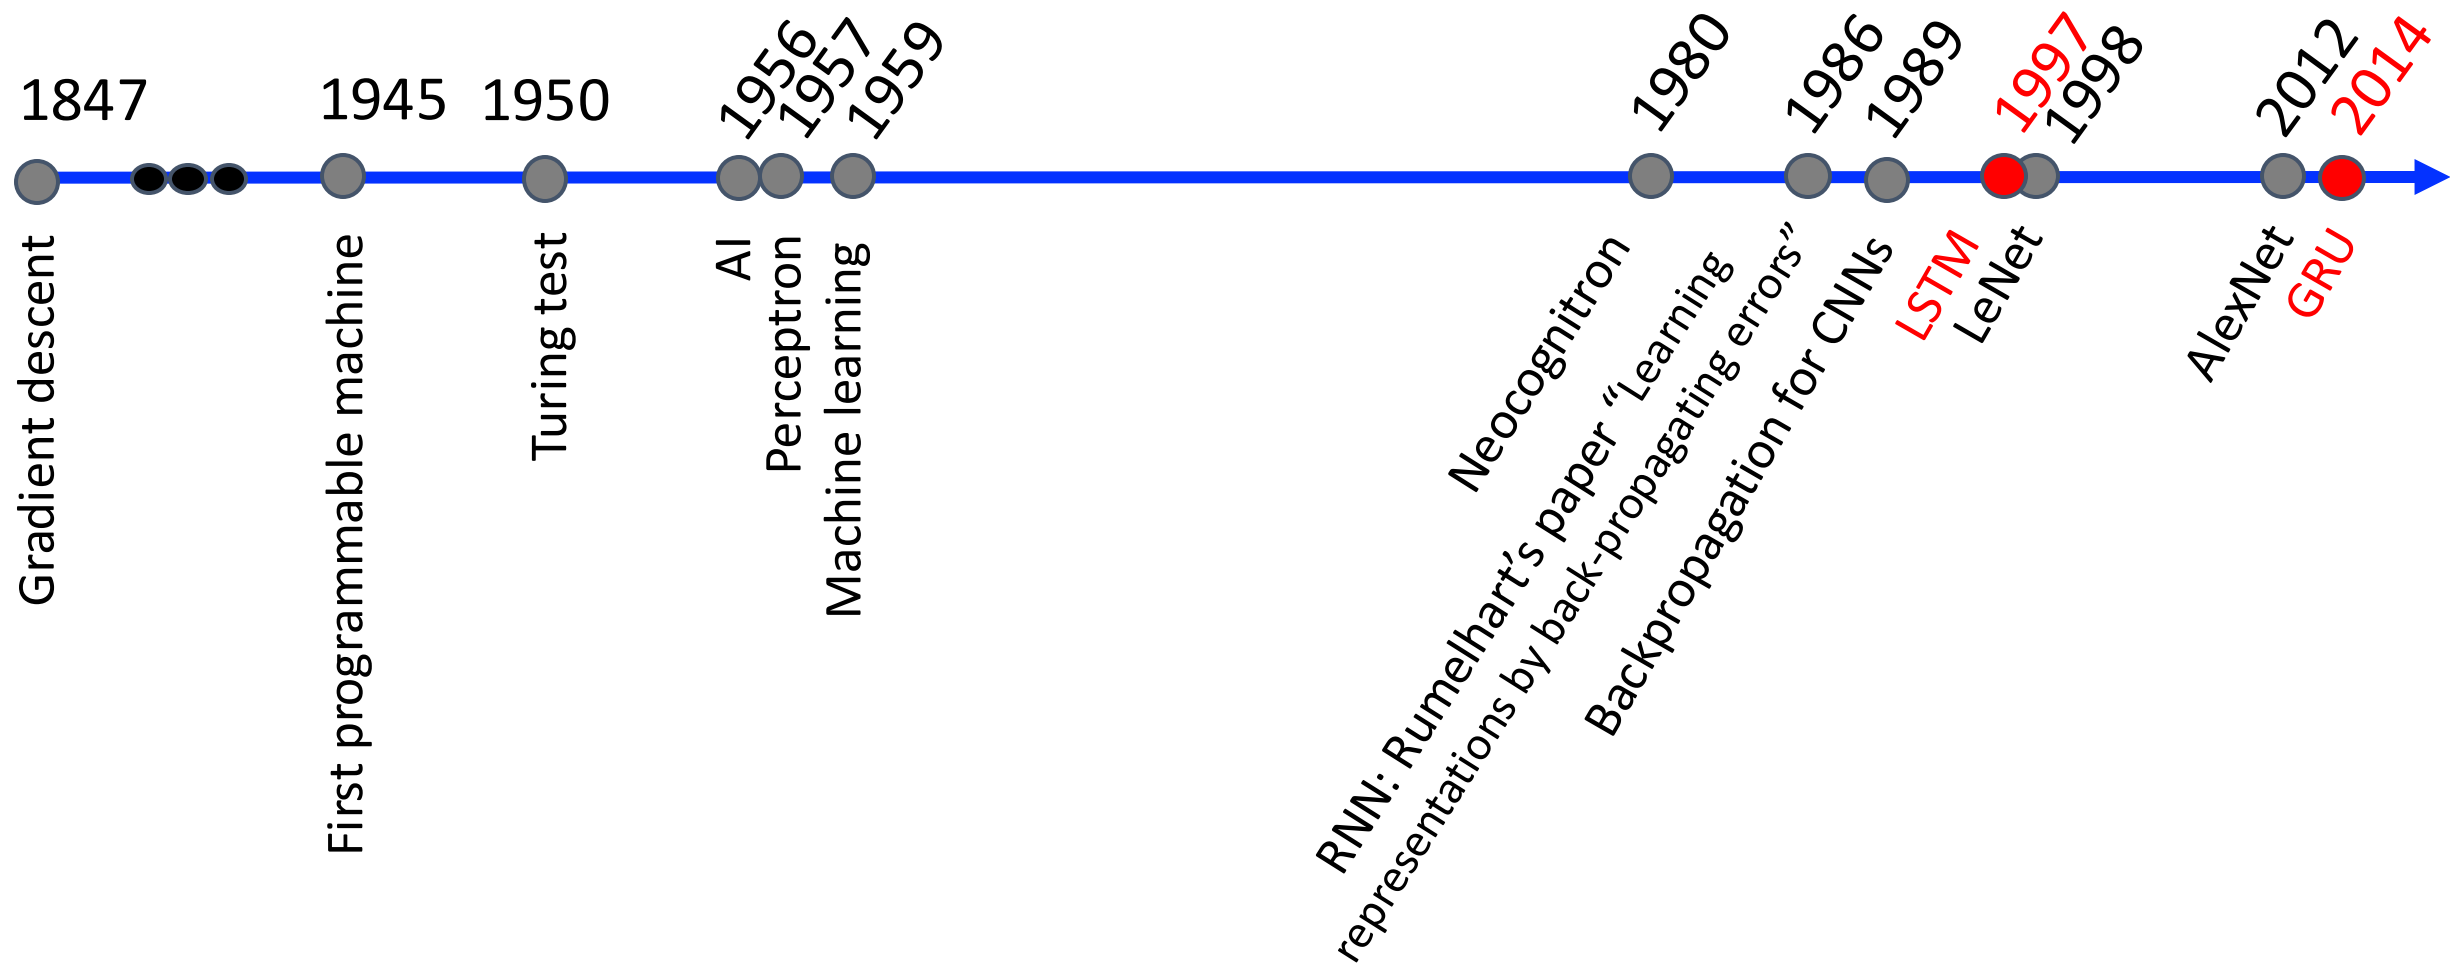 1847
1945
1950
1956
1957
1959
1980
1986
1989
1997
1998
2012
2014
Gradient descent
First programmable machine
Turing test
AI
Perceptron
Machine learning
Neocognitron
RNN: Rumelhart’s paper “Learning
representations by back-propagating errors”
Backpropagation for CNNs
LSTM
LeNet
AlexNet
GRU